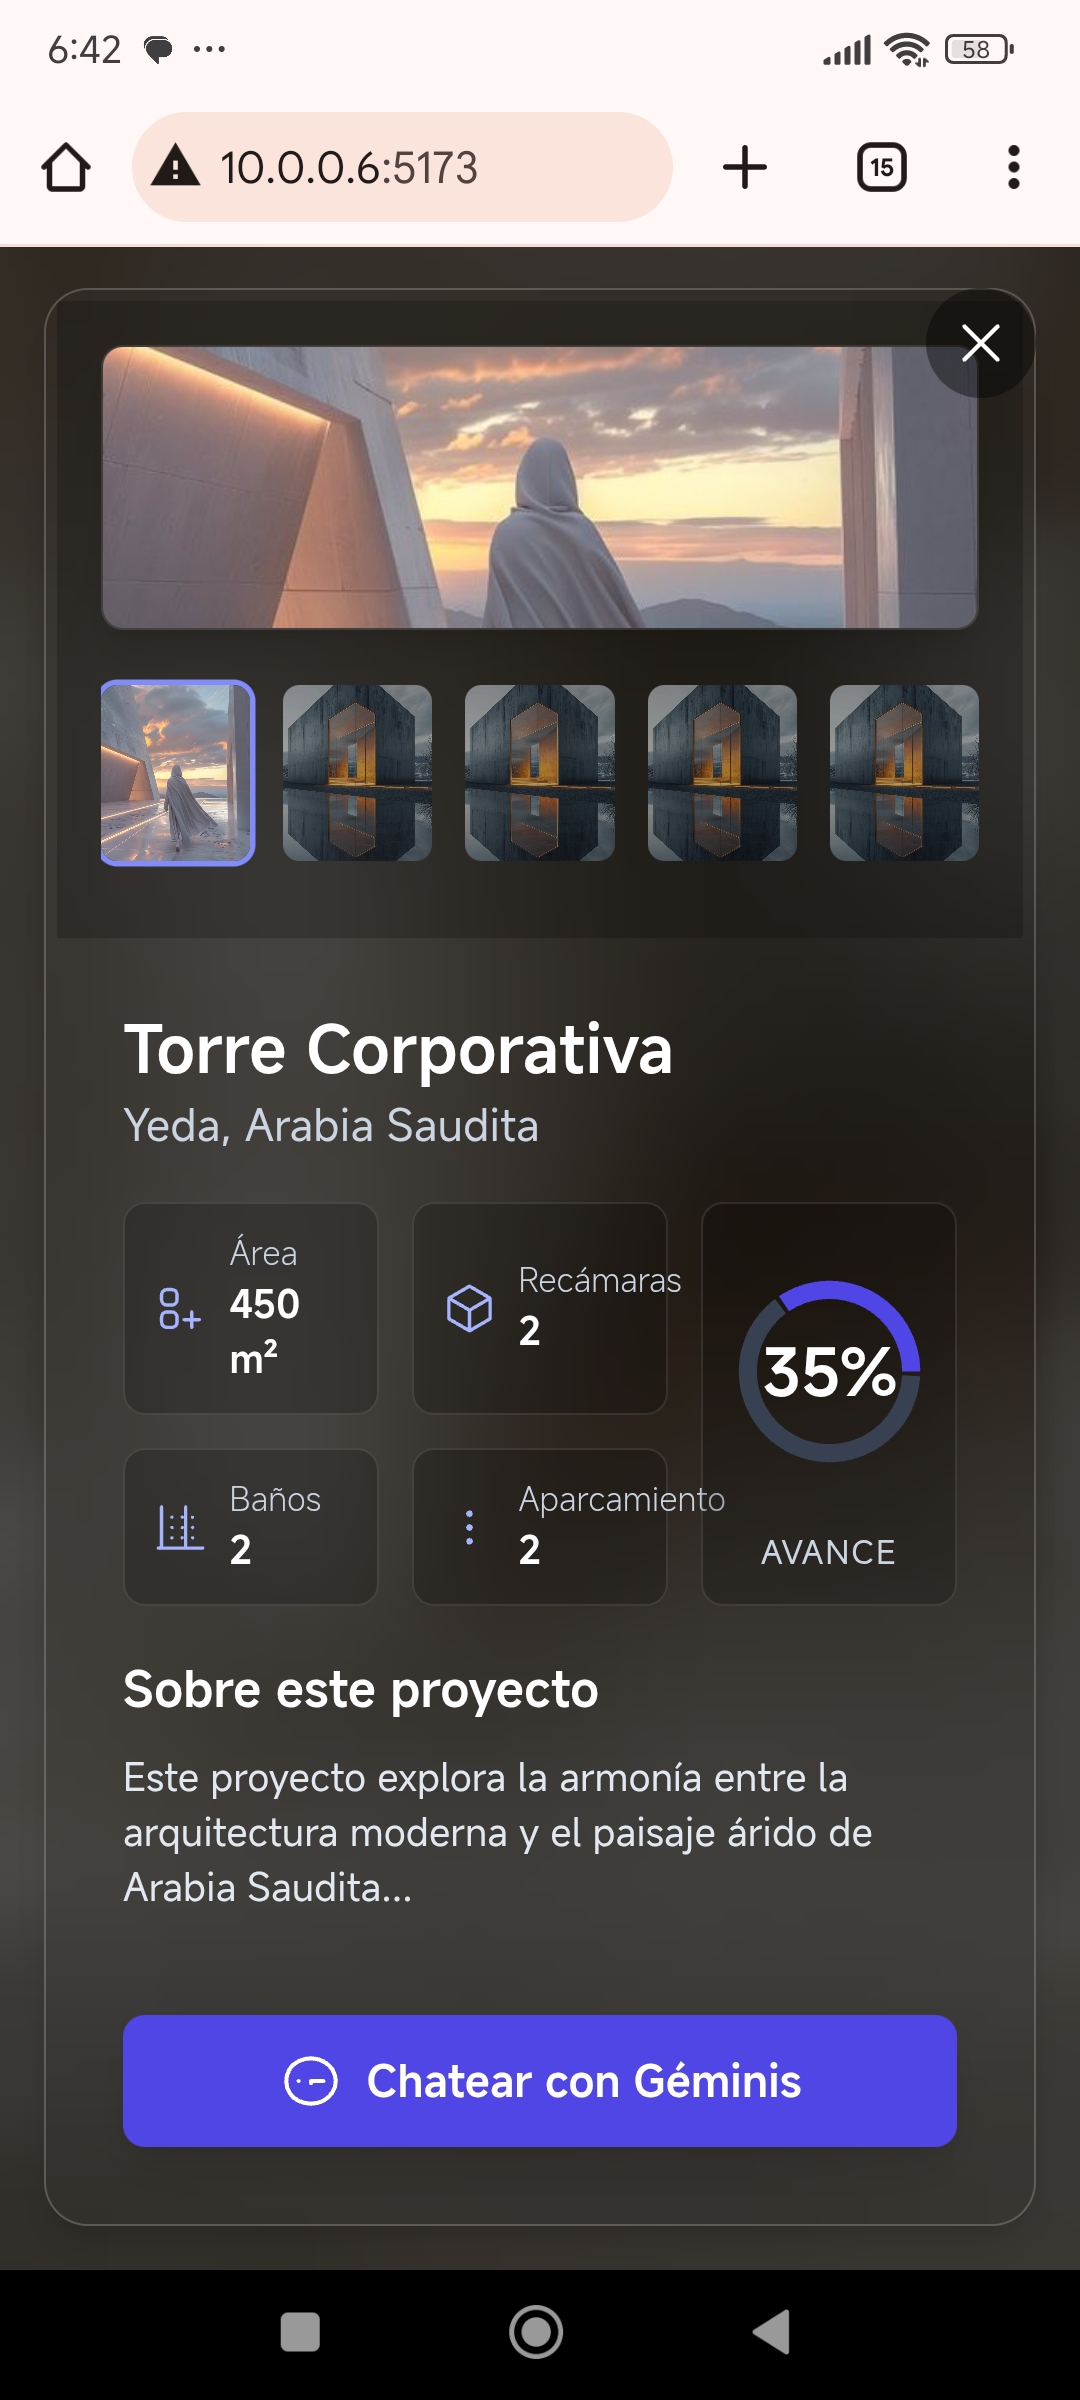 6:42
58
10.0.0.6:5173
15
Torre Corporativa
Yeda, Arabia Saudita
Área
450
m²
Recámaras
2
35%
AVANCE
Baños
2
Aparcamiento
2
Sobre este proyecto
Este proyecto explora la armonía entre la
arquitectura moderna y el paisaje árido de
Arabia Saudita...
Chatear con Géminis